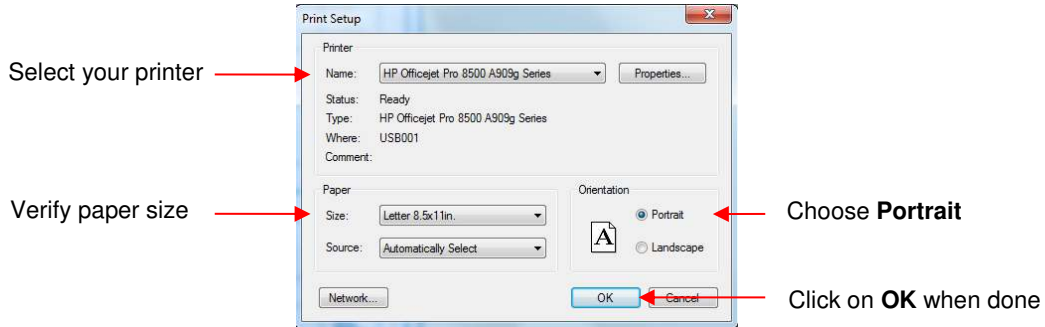 Print Setup
X
Printer
Select your printer
Name: HP Officejet Pro 8500 A909g Series Properties...
Status: Ready
Type: HP Officejet Pro 8500 A909g Series
Where: USB001
Comment:
Paper
Orientation
Verify paper size
Size: Letter 8.5x11in.
Portrait
Choose Portrait
Source: Automatically Select
A
Landscape
Network...
OK
Cancel
Click on OK when done